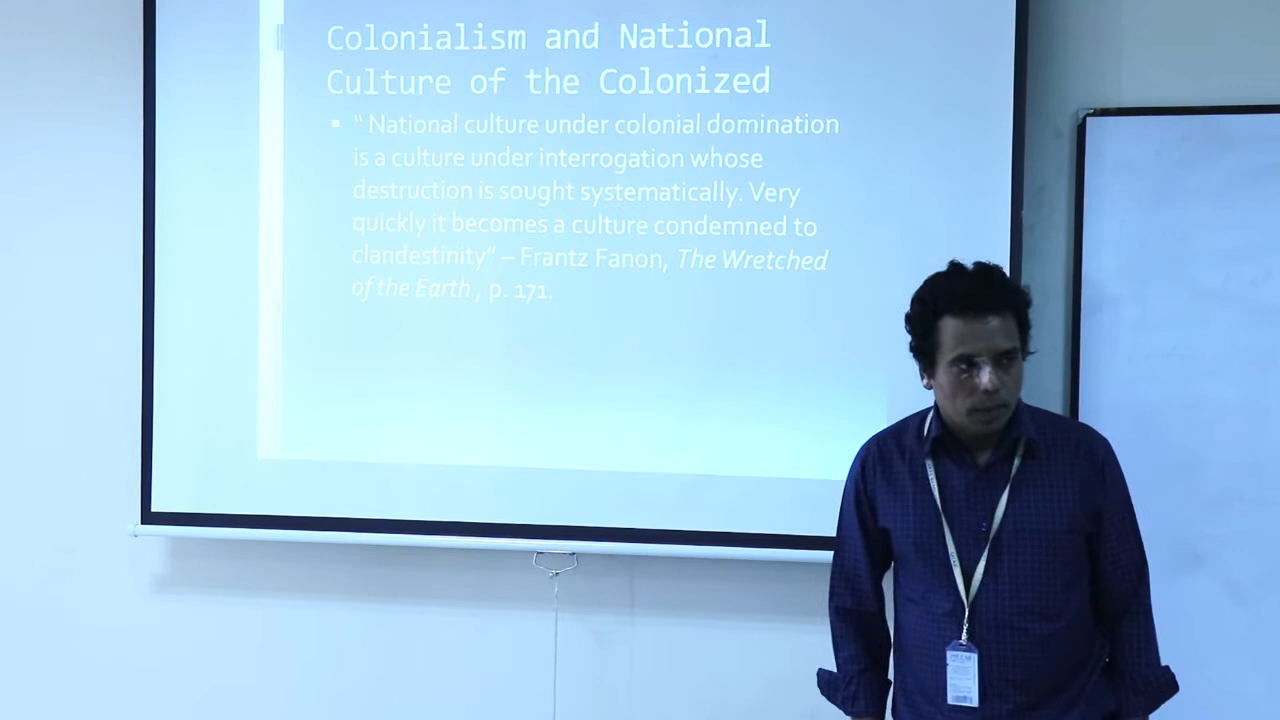 Colonialism and National
Culture of the Colonized
▪ “ National culture under colonial domination
is a culture under interrogation whose
destruction is sought systematically. Very
quickly it becomes a culture condemned to
clandestinity” – Frantz Fanon, The Wretched
of the Earth , p. 171.